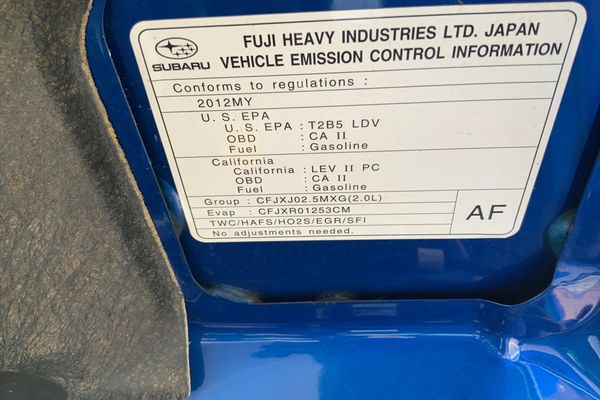 FUJI HEAVY INDUSTRIES LTD. JAPAN
SUBARU VEHICLE EMISSION CONTROL INFORMATION
Conforms to regulations :
2012MY
U.S. EPA
U.S. EPA : T2B5 LDV
OBD : CA II
Fuel : Gasoline
California
California : LEV II PC
OBD : CA II
Fuel : Gasoline
Group : CFJXJ02.5MXG(2.0L)
Evap : CFJXR01253CM
TWC/HAFS/HO2S/EGR/SFI
No adjustments needed.
AF